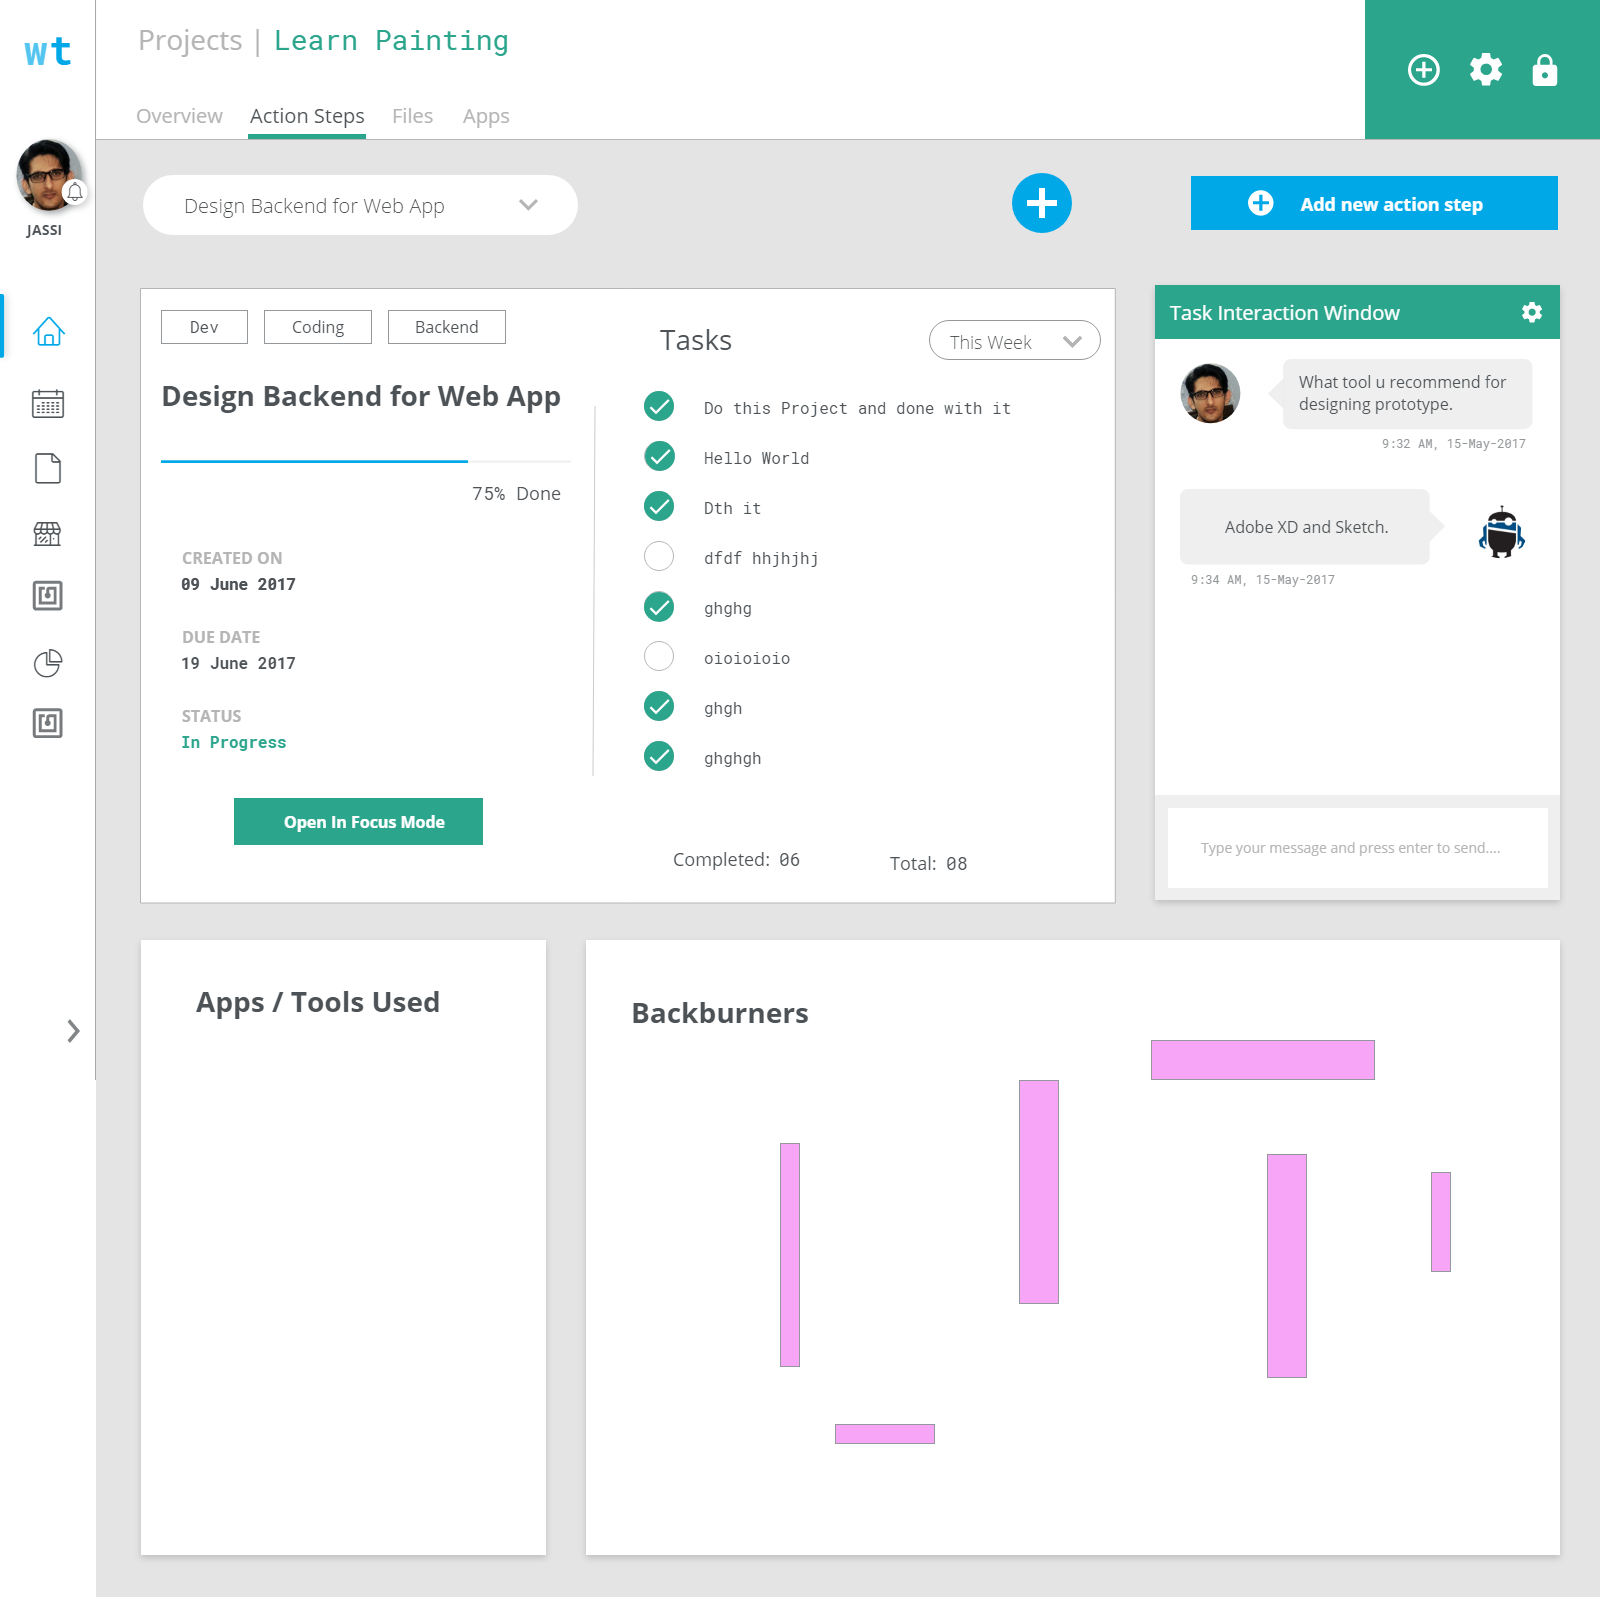 wt
Projects | Learn Painting
Overview Action Steps Files Apps
JASSI
Design Backend for Web App
Add new action step
Dev Coding Backend
Design Backend for Web App
75% Done
CREATED ON
09 June 2017
DUE DATE
19 June 2017
STATUS
In Progress
Open In Focus Mode
Tasks
This Week
Do this Project and done with it
Hello World
Dth it
dfdf hhjhjhj
ghghg
oioioioio
ghgh
ghghgh
Completed: 06
Total: 08
Task Interaction Window
What tool u recommend for
designing prototype.
9:32 AM, 15-May-2017
Adobe XD and Sketch.
9:34 AM, 15-May-2017
Type your message and press enter to send....
Apps / Tools Used
Backburners